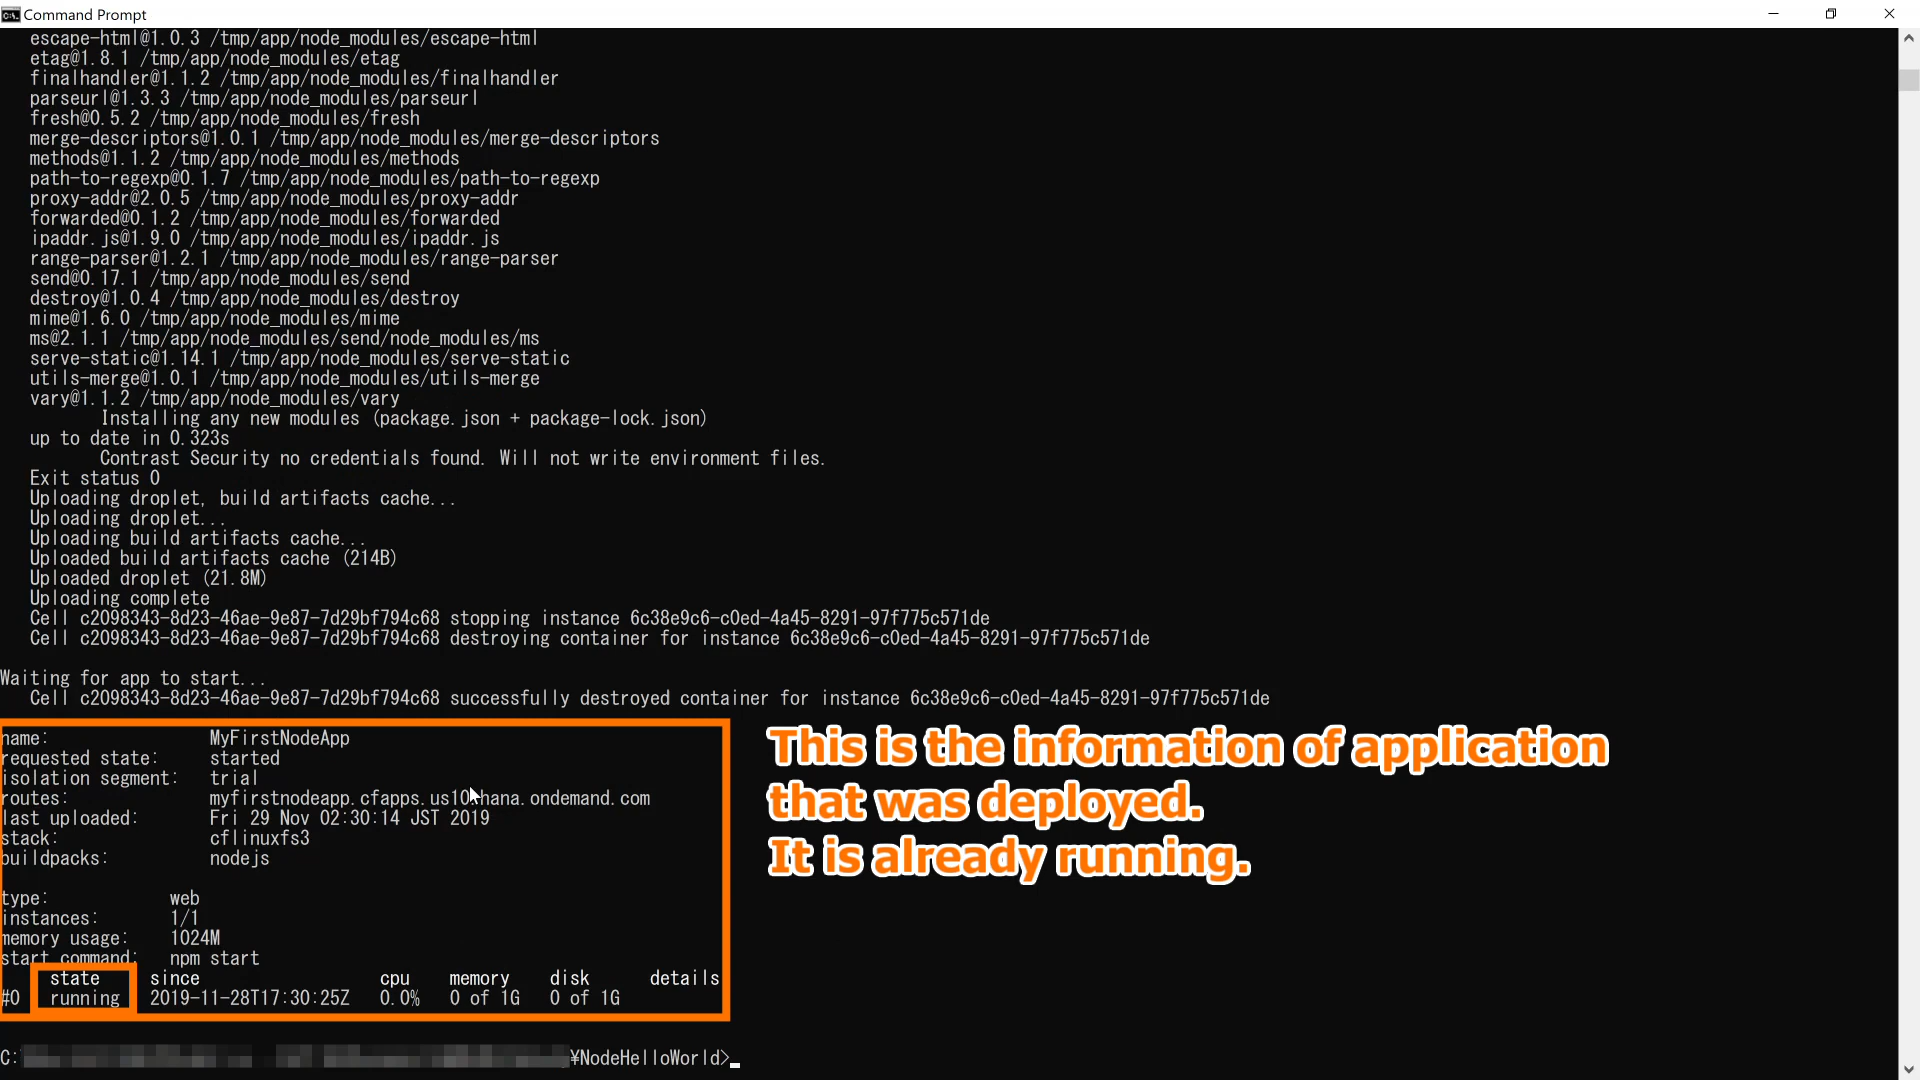 Command Prompt
escape-html@1.0.3 /tmp/app/node_modules/escape-html
etag@1.8.1 /tmp/app/node_modules/etag
finalhandler@1.1.2 /tmp/app/node_modules/finalhandler
parseurl@1.3.3 /tmp/app/node_modules/parseurl
fresh@0.5.2 /tmp/app/node_modules/fresh
merge-descriptors@1.0.1 /tmp/app/node_modules/merge-descriptors
methods@1.1.2 /tmp/app/node_modules/methods
path-to-regexp@0.1.7 /tmp/app/node_modules/path-to-regexp
proxy-addr@2.0.5 /tmp/app/node_modules/proxy-addr
forwarded@0.1.2 /tmp/app/node_modules/forwarded
ipaddr.js@1.9.0 /tmp/app/node_modules/ipaddr.js
range-parser@1.2.1 /tmp/app/node_modules/range-parser
send@0.17.1 /tmp/app/node_modules/send
destroy@1.0.4 /tmp/app/node_modules/destroy
mime@1.6.0 /tmp/app/node_modules/mime
ms@2.1.1 /tmp/app/node_modules/send/node_modules/ms
serve-static@1.14.1 /tmp/app/node_modules/serve-static
utils-merge@1.0.1 /tmp/app/node_modules/utils-merge
vary@1.1.2 /tmp/app/node_modules/vary
Installing any new modules (package.json + package-lock.json)
up to date in 0.323s
Contrast Security no credentials found. Will not write environment files.
Exit status 0
Uploading droplet, build artifacts cache...
Uploading droplet...
Uploading build artifacts cache...
Uploaded build artifacts cache (214B)
Uploaded droplet (21.8M)
Uploading complete
Cell c2098343-8d23-46ae-9e87-7d29bf794c68 stopping instance 6c38e9c6-c0ed-4a45-8291-97f775c571de
Cell c2098343-8d23-46ae-9e87-7d29bf794c68 destroying container for instance 6c38e9c6-c0ed-4a45-8291-97f775c571de
Waiting for app to start...
Cell c2098343-8d23-46ae-9e87-7d29bf794c68 successfully destroyed container for instance 6c38e9c6-c0ed-4a45-8291-97f775c571de
name: MyFirstNodeApp
requested state: started
isolation segment: trial
routes: myfirstnodeapp.cfapps.us10.hana.ondemand.com
last uploaded: Fri 29 Nov 02:30:14 JST 2019
stack: cflinuxfs3
buildpacks: nodejs
type: web
instances: 1/1
memory usage: 1024M
start command: npm start
state since cpu memory disk details
#0 running 2019-11-28T17:30:25Z 0.0% 0 of 1G 0 of 1G
This is the information of application
that was deployed.
It is already running.
C: ¥NodeHelloWorld>